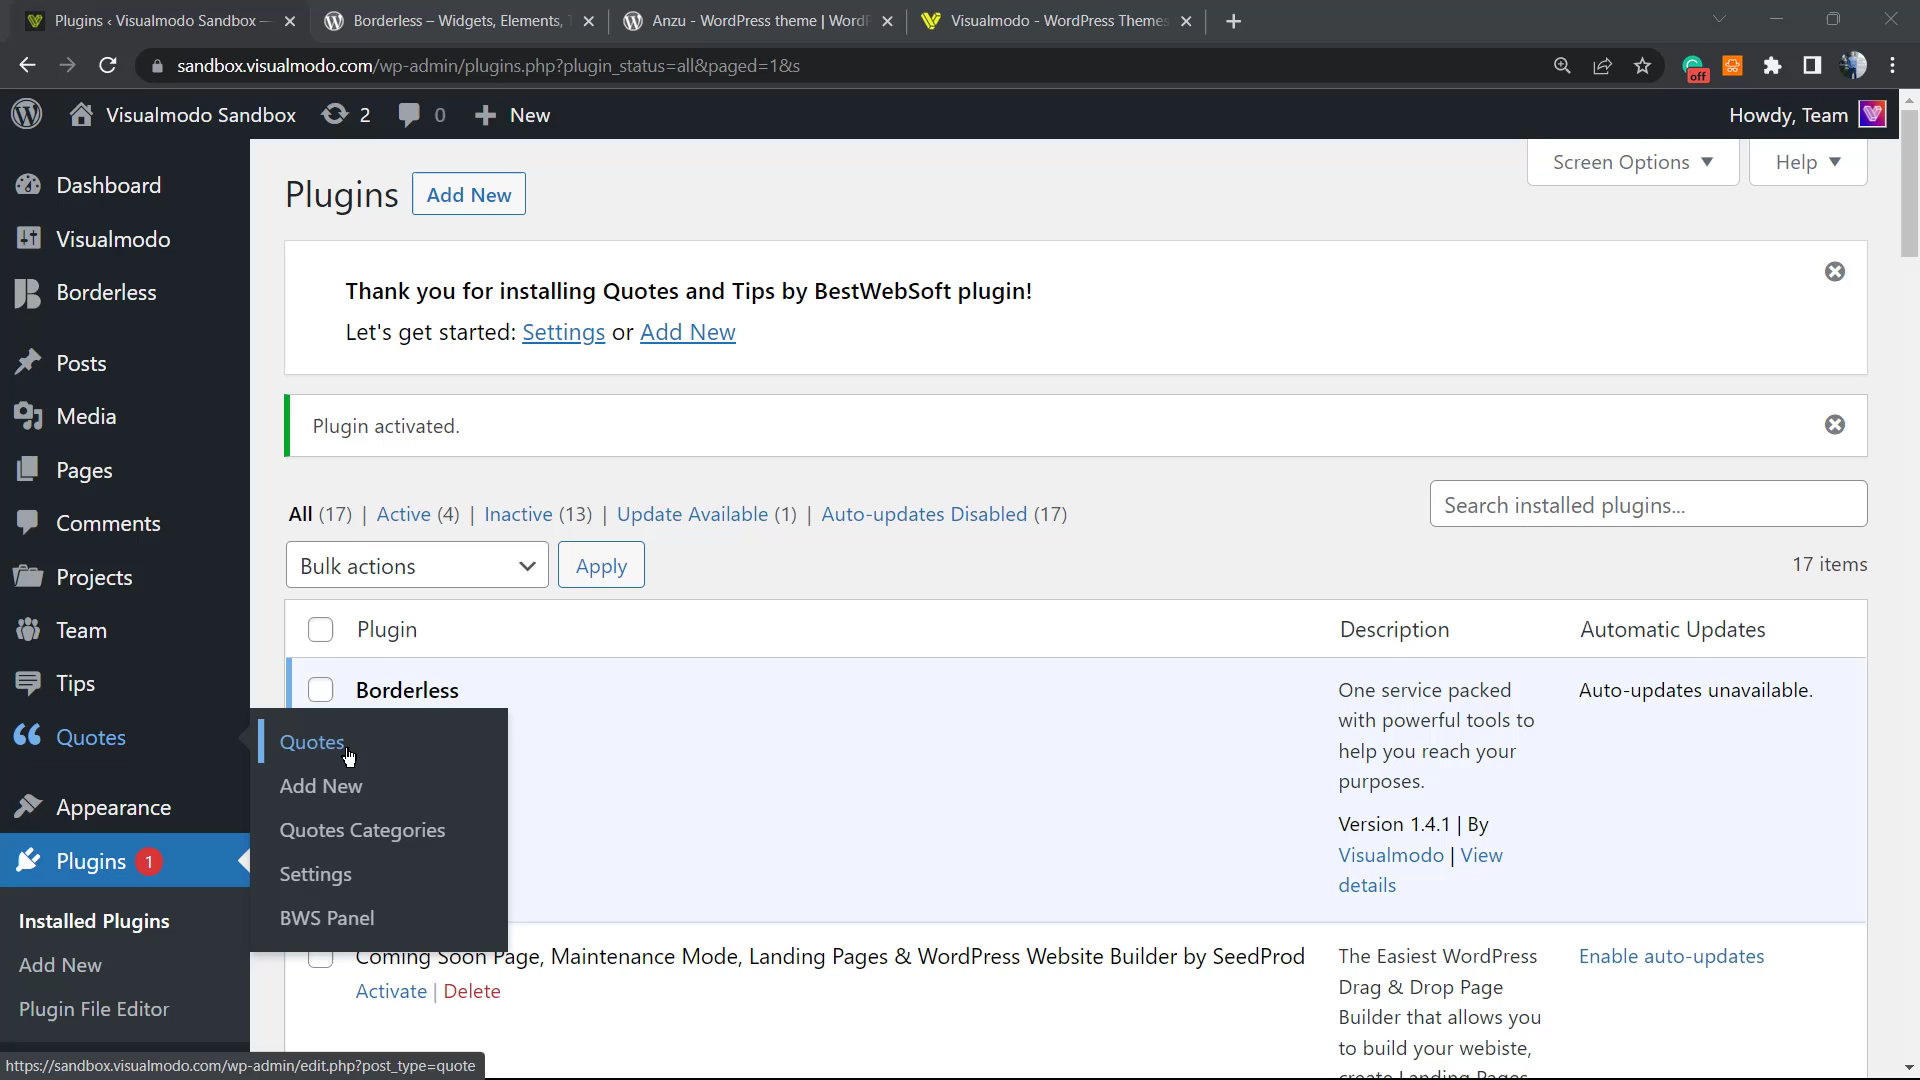 Plugins ‹ Visualmodo Sandbox —
Borderless – Widgets, Elements,
Anzu - WordPress theme | Word
Visualmodo - WordPress Themes
sandbox.visualmodo.com/wp-admin/plugins.php?plugin_status=all&paged=1&s
off
Visualmodo Sandbox
2
0
New
Howdy, Team
Screen Options
Help
Dashboard
Visualmodo
Borderless
Posts
Media
Pages
Comments
Projects
Team
Tips
Quotes
Appearance
Plugins 1
Installed Plugins
Add New
Plugin File Editor
Quotes
Add New
Quotes Categories
Settings
BWS Panel
Plugins
Add New
Thank you for installing Quotes and Tips by BestWebSoft plugin!
Let's get started: Settings or Add New
Plugin activated.
All (17) | Active (4) | Inactive (13) | Update Available (1) | Auto-updates Disabled (17)
Search installed plugins...
Bulk actions
Apply
17 items
Plugin
Description
Automatic Updates
Borderless
One service packed
with powerful tools to
help you reach your
purposes.
Version 1.4.1 | By
Visualmodo | View
details
Auto-updates unavailable.
Coming Soon Page, Maintenance Mode, Landing Pages & WordPress Website Builder by SeedProd
Activate | Delete
The Easiest WordPress
Drag & Drop Page
Builder that allows you
to build your webiste,
create Landing Pages
Enable auto-updates
https://sandbox.visualmodo.com/wp-admin/edit.php?post_type=quote